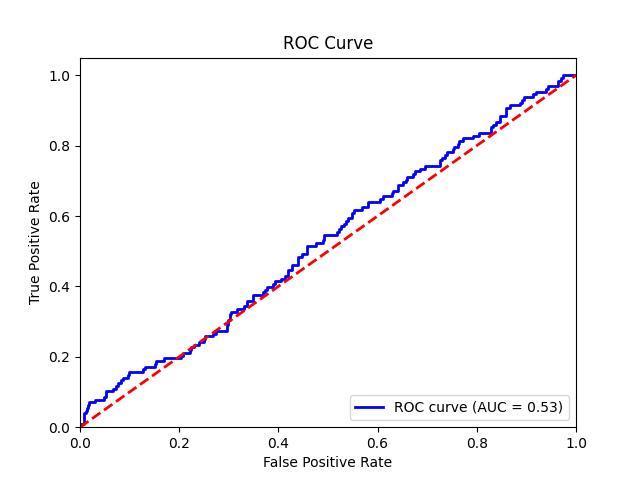 ROC Curve
True Positive Rate
1.0
0.8
0.6
0.4
0.2
0.0
ROC curve (AUC = 0.53)
0.0 0.2 0.4 0.6 0.8 1.0
False Positive Rate